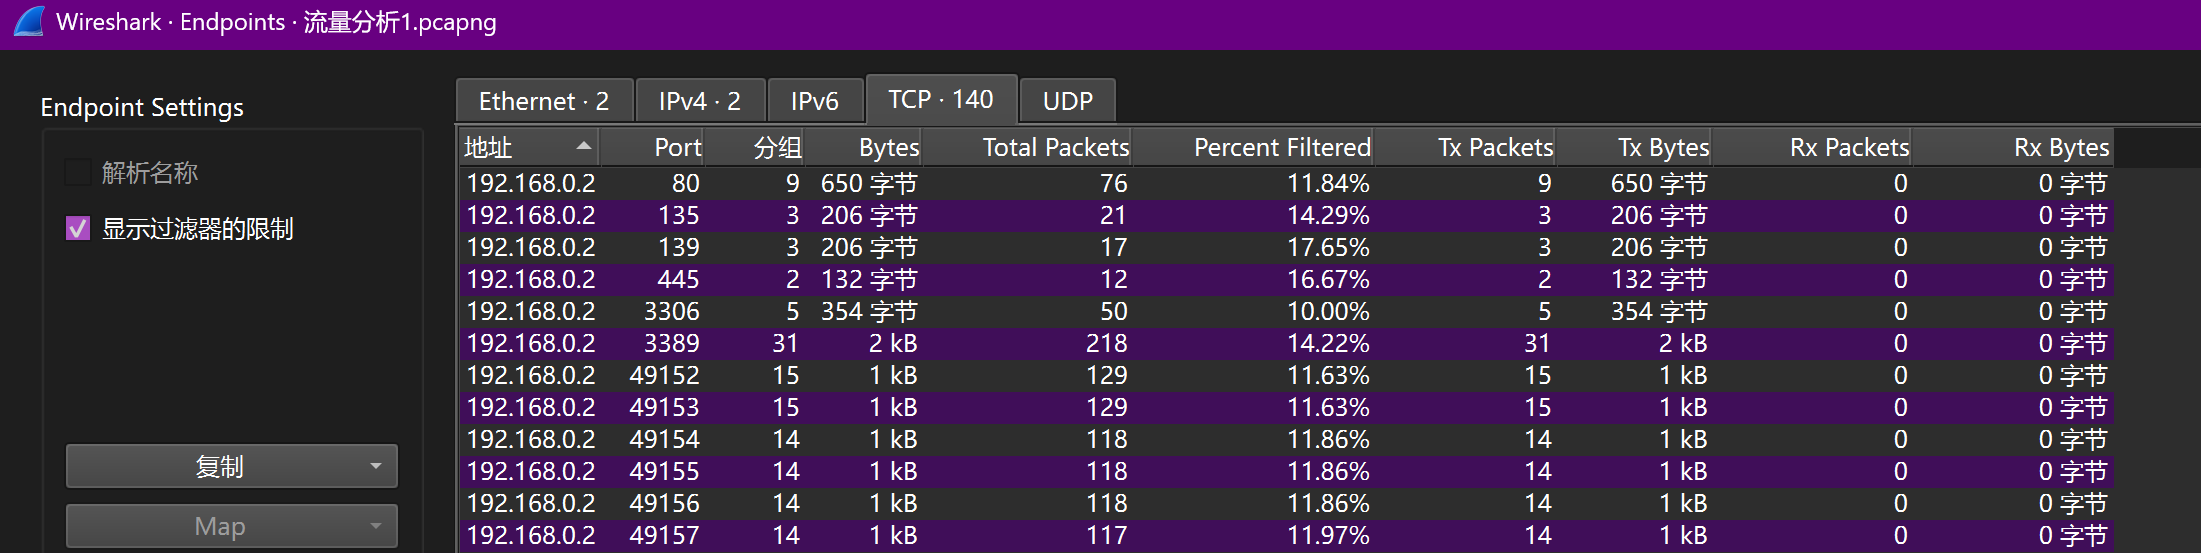 Wireshark · Endpoints · 流量分析1.pcapng
Endpoint Settings
解析名称
显示过滤器的限制
复制
Map
Ethernet · 2 IPv4 · 2 IPv6 TCP · 140 UDP
地址 Port 分组 Bytes Total Packets Percent Filtered Tx Packets Tx Bytes Rx Packets Rx Bytes
192.168.0.2 80 9 650 字节 76 11.84% 9 650 字节 0 0 字节
192.168.0.2 135 3 206 字节 21 14.29% 3 206 字节 0 0 字节
192.168.0.2 139 3 206 字节 17 17.65% 3 206 字节 0 0 字节
192.168.0.2 445 2 132 字节 12 16.67% 2 132 字节 0 0 字节
192.168.0.2 3306 5 354 字节 50 10.00% 5 354 字节 0 0 字节
192.168.0.2 3389 31 2 kB 218 14.22% 31 2 kB 0 0 字节
192.168.0.2 49152 15 1 kB 129 11.63% 15 1 kB 0 0 字节
192.168.0.2 49153 15 1 kB 129 11.63% 15 1 kB 0 0 字节
192.168.0.2 49154 14 1 kB 118 11.86% 14 1 kB 0 0 字节
192.168.0.2 49155 14 1 kB 118 11.86% 14 1 kB 0 0 字节
192.168.0.2 49156 14 1 kB 118 11.86% 14 1 kB 0 0 字节
192.168.0.2 49157 14 1 kB 117 11.97% 14 1 kB 0 0 字节